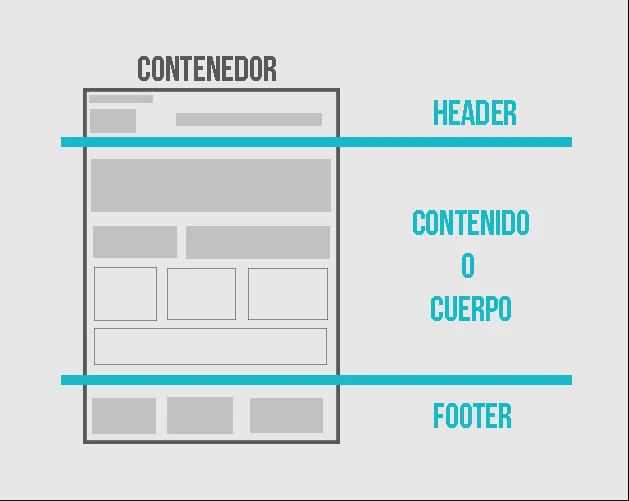 CONTENEDOR
HEADER
CONTENIDO
O
CUERPO
FOOTER